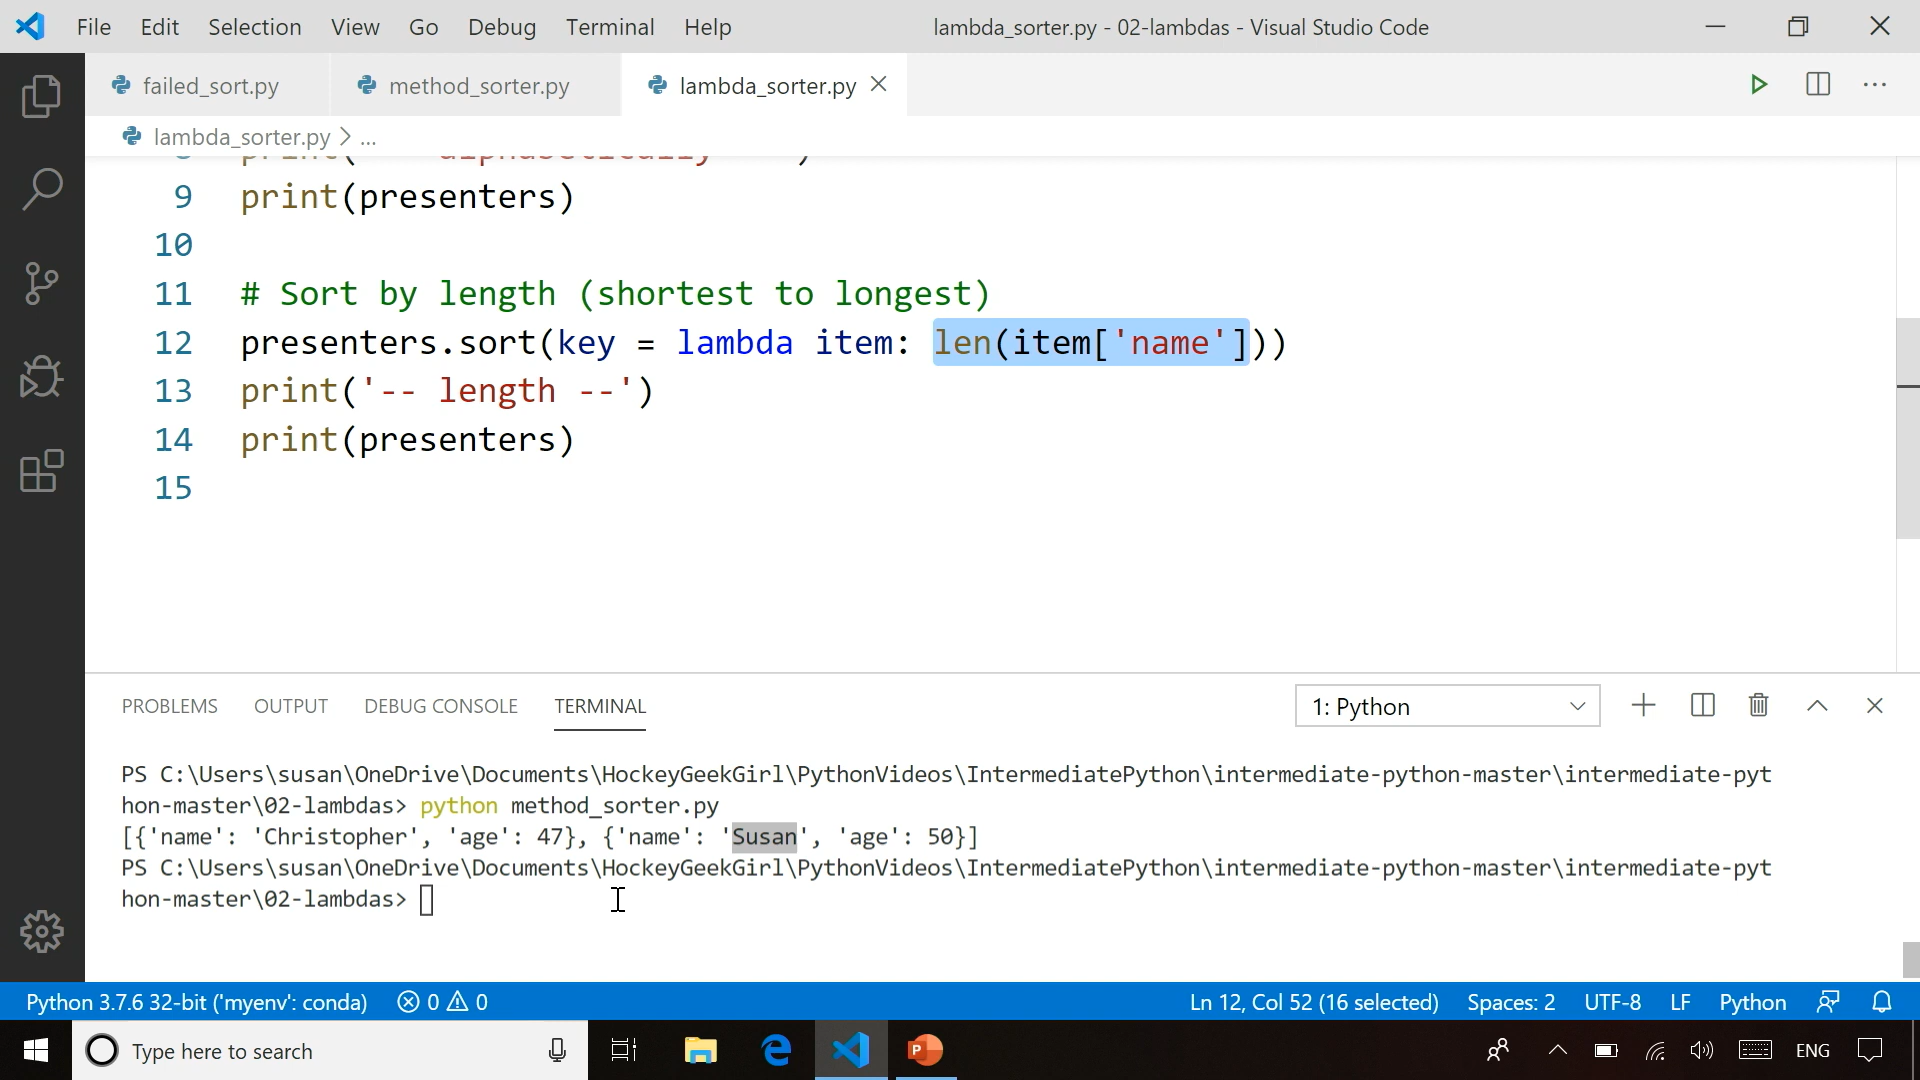 File Edit Selection View Go Debug Terminal Help lambda_sorter.py - 02-lambdas - Visual Studio Code
failed_sort.py method_sorter.py lambda_sorter.py
lambda_sorter.py > ...
9 print(presenters)
10
11 # Sort by length (shortest to longest)
12 presenters.sort(key = lambda item: len(item['name']))
13 print('-- length --')
14 print(presenters)
15
PROBLEMS OUTPUT DEBUG CONSOLE TERMINAL 1: Python
PS C:\Users\susan\OneDrive\Documents\HockeyGeekGirl\PythonVideos\IntermediatePython\intermediate-python-master\intermediate-pyt
hon-master\02-lambdas> python method_sorter.py
[{'name': 'Christopher', 'age': 47}, {'name': 'Susan', 'age': 50}]
PS C:\Users\susan\OneDrive\Documents\HockeyGeekGirl\PythonVideos\IntermediatePython\intermediate-python-master\intermediate-pyt
hon-master\02-lambdas>
Python 3.7.6 32-bit ('myenv': conda) 0 0 Ln 12, Col 52 (16 selected) Spaces: 2 UTF-8 LF Python
Type here to search ENG